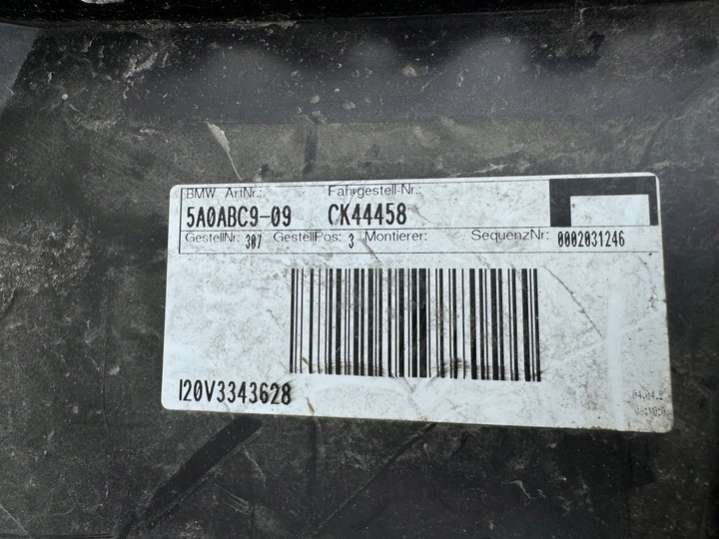 BMW ArtNr.: Fahrgestell-Nr.:
5A0ABC9-09 CK44458
GestellNr: 307 GestellPos: 3 Montierer: SequenzNr: 0002031246
I20V3343628